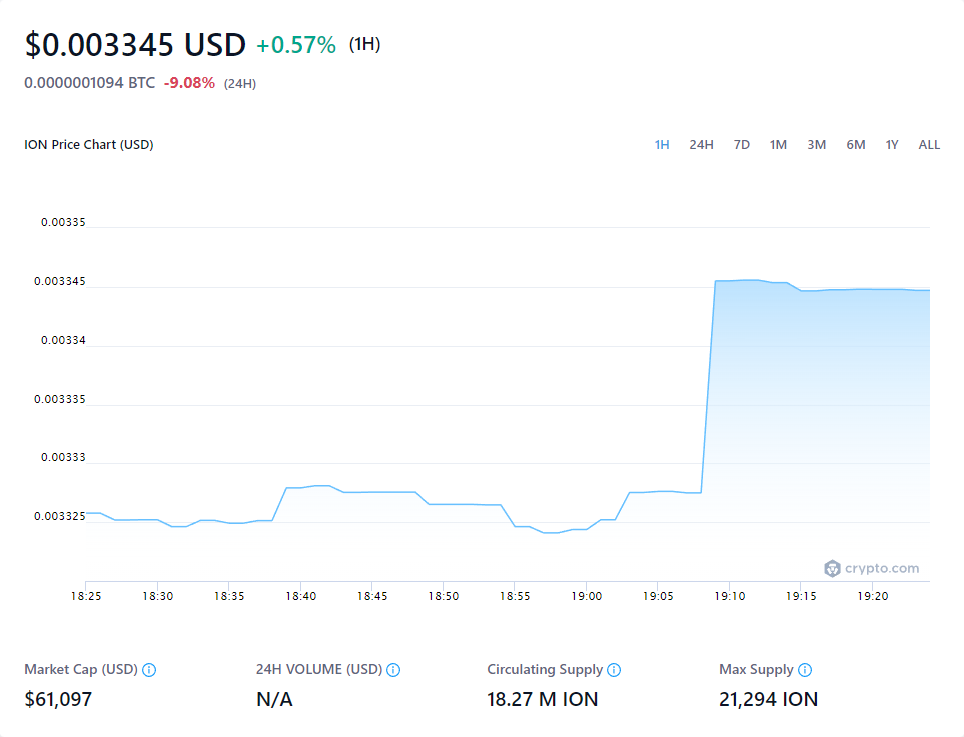 $0.003345 USD +0.57% (1H)
0.0000001094 BTC -9.08% (24H)
ION Price Chart (USD) 1H 24H 7D 1M 3M 6M 1Y ALL
0.00335
0.003345
0.00334
0.003335
0.00333
0.003325
crypto.com
18:25 18:30 18:35 18:40 18:45 18:50 18:55 19:00 19:05 19:10 19:15 19:20
Market Cap (USD) 24H VOLUME (USD) Circulating Supply Max Supply
$61,097 N/A 18.27 M ION 21,294 ION